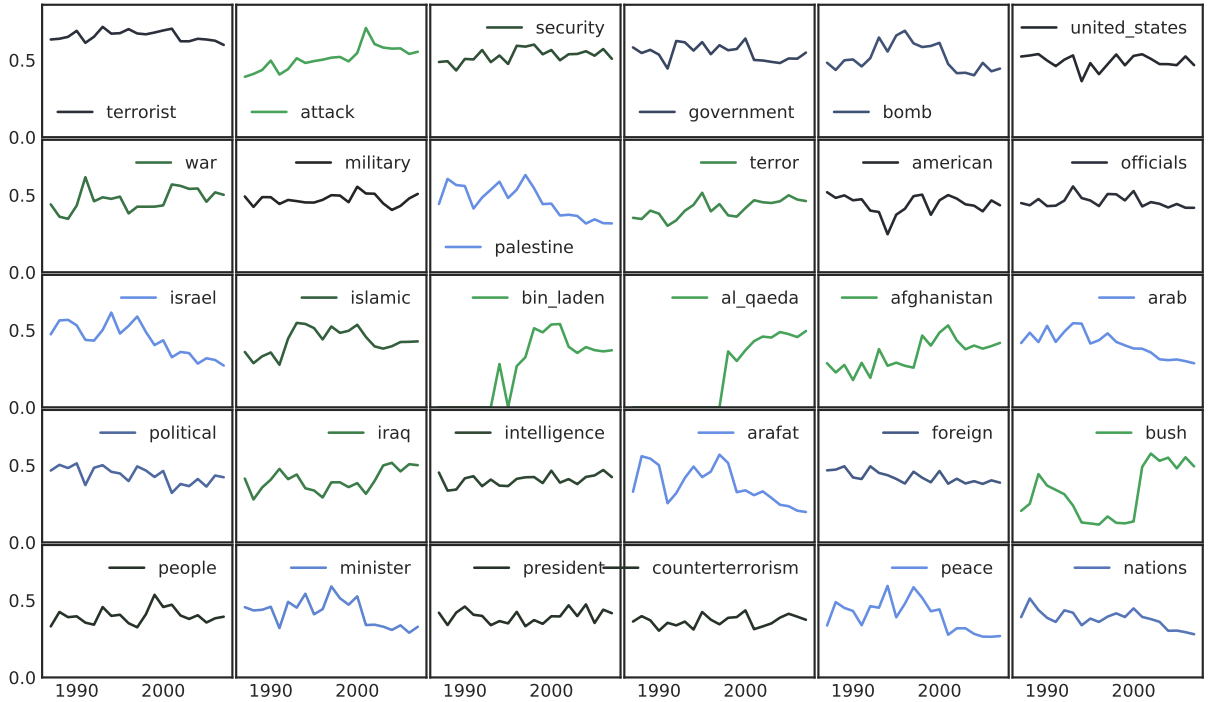 0.5 terrorist attack security government bomb united_states
0.0
0.5 war military palestine terror american officials
0.0
0.5 israel islamic bin_laden al_qaeda afghanistan arab
0.0
0.5 political iraq intelligence arafat foreign bush
0.0
0.5 people minister president counterterrorism peace nations
0.0
1990 2000 1990 2000 1990 2000 1990 2000 1990 2000 1990 2000